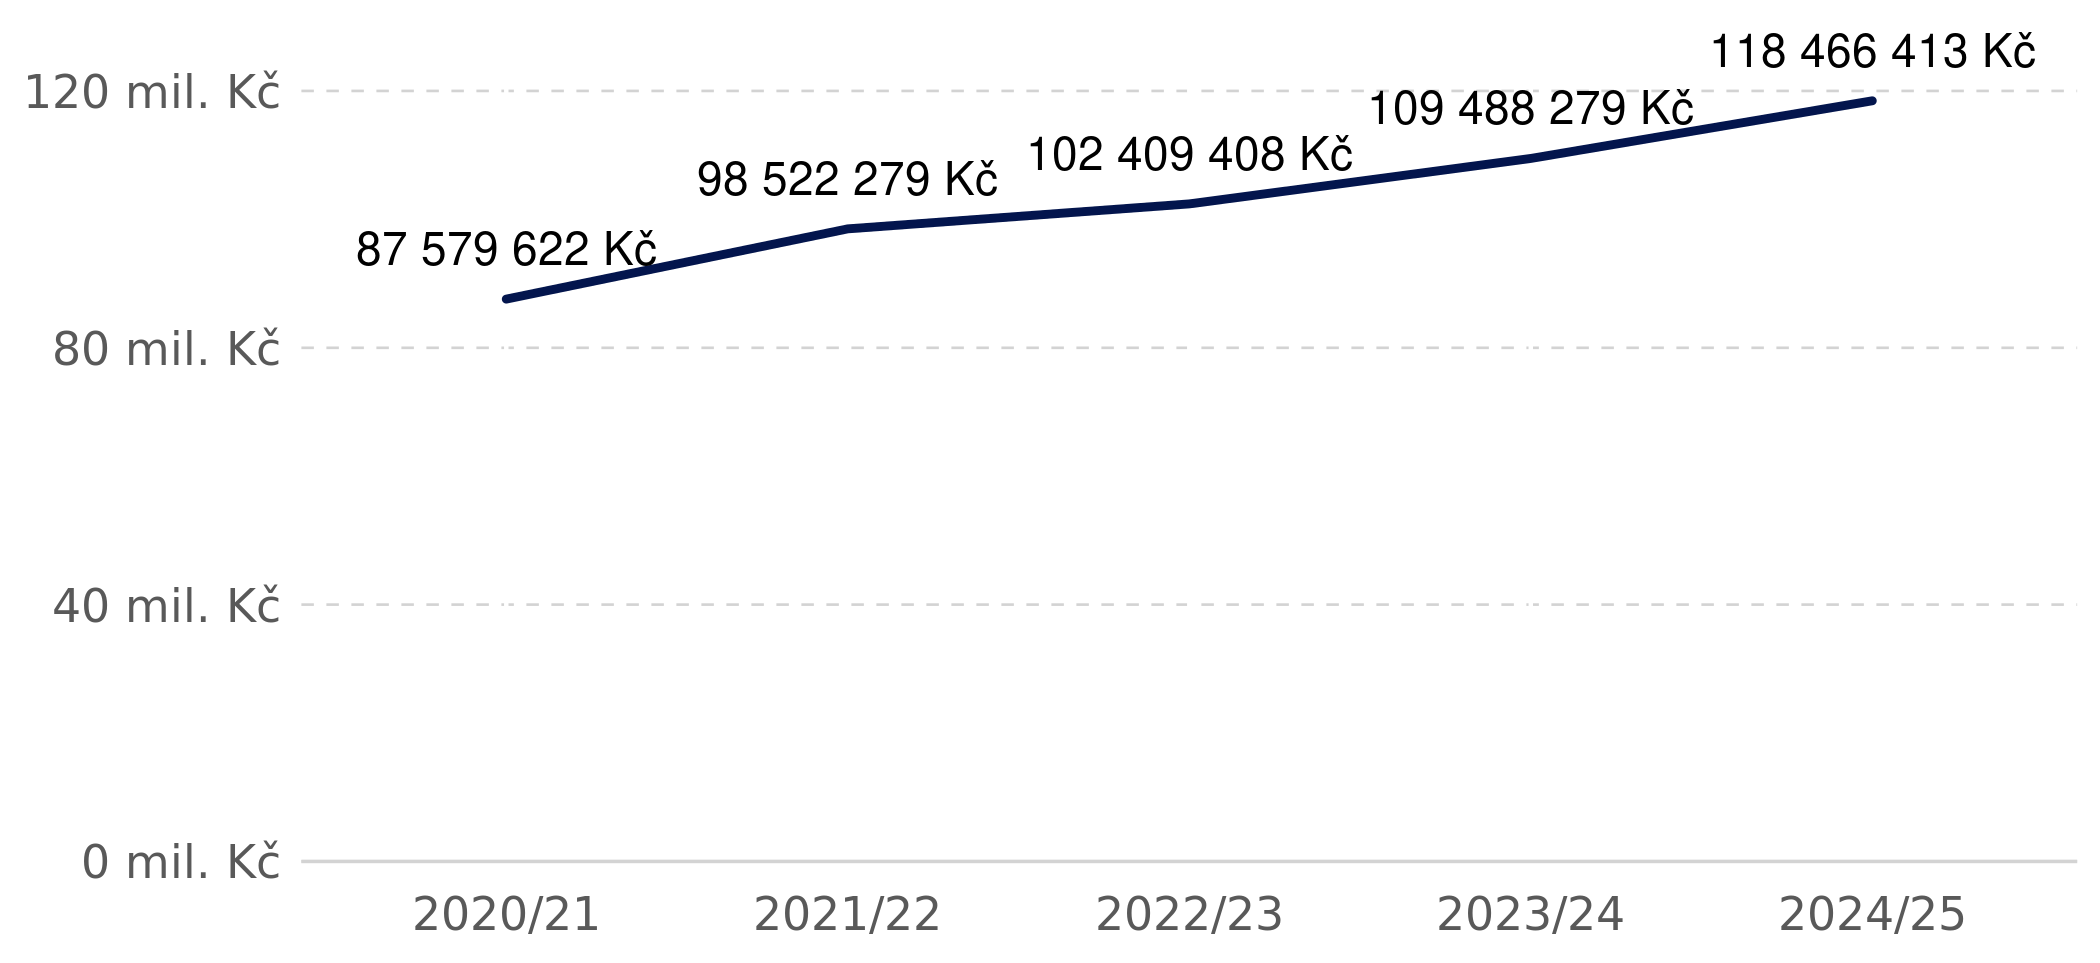 118 466 413 Kč
120 mil. Kč
109 488 279 Kč
102 409 408 Kč
98 522 279 Kč
87 579 622 Kč
80 mil. Kč
40 mil. Kč
0 mil. Kč
2020/21 2021/22 2022/23 2023/24 2024/25